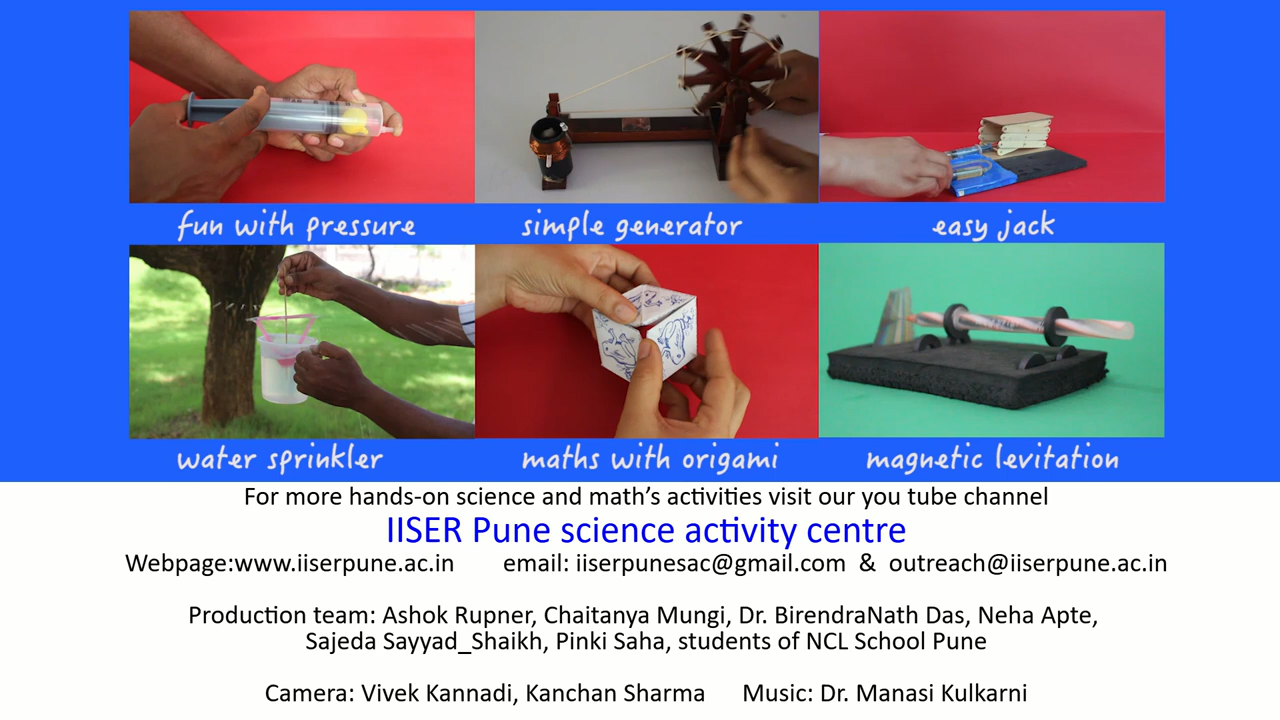 fun with pressure
simple generator
easy jack
water sprinkler
maths with origami
magnetic levitation
For more hands-on science and math's activities visit our you tube channel
IISER Pune science activity centre
Webpage:www.iiserpune.ac.in email: iiserpunesac@gmail.com & outreach@iiserpune.ac.in
Production team: Ashok Rupner, Chaitanya Mungi, Dr. BirendraNath Das, Neha Apte,
Sajeda Sayyad_Shaikh, Pinki Saha, students of NCL School Pune
Camera: Vivek Kannadi, Kanchan Sharma Music: Dr. Manasi Kulkarni